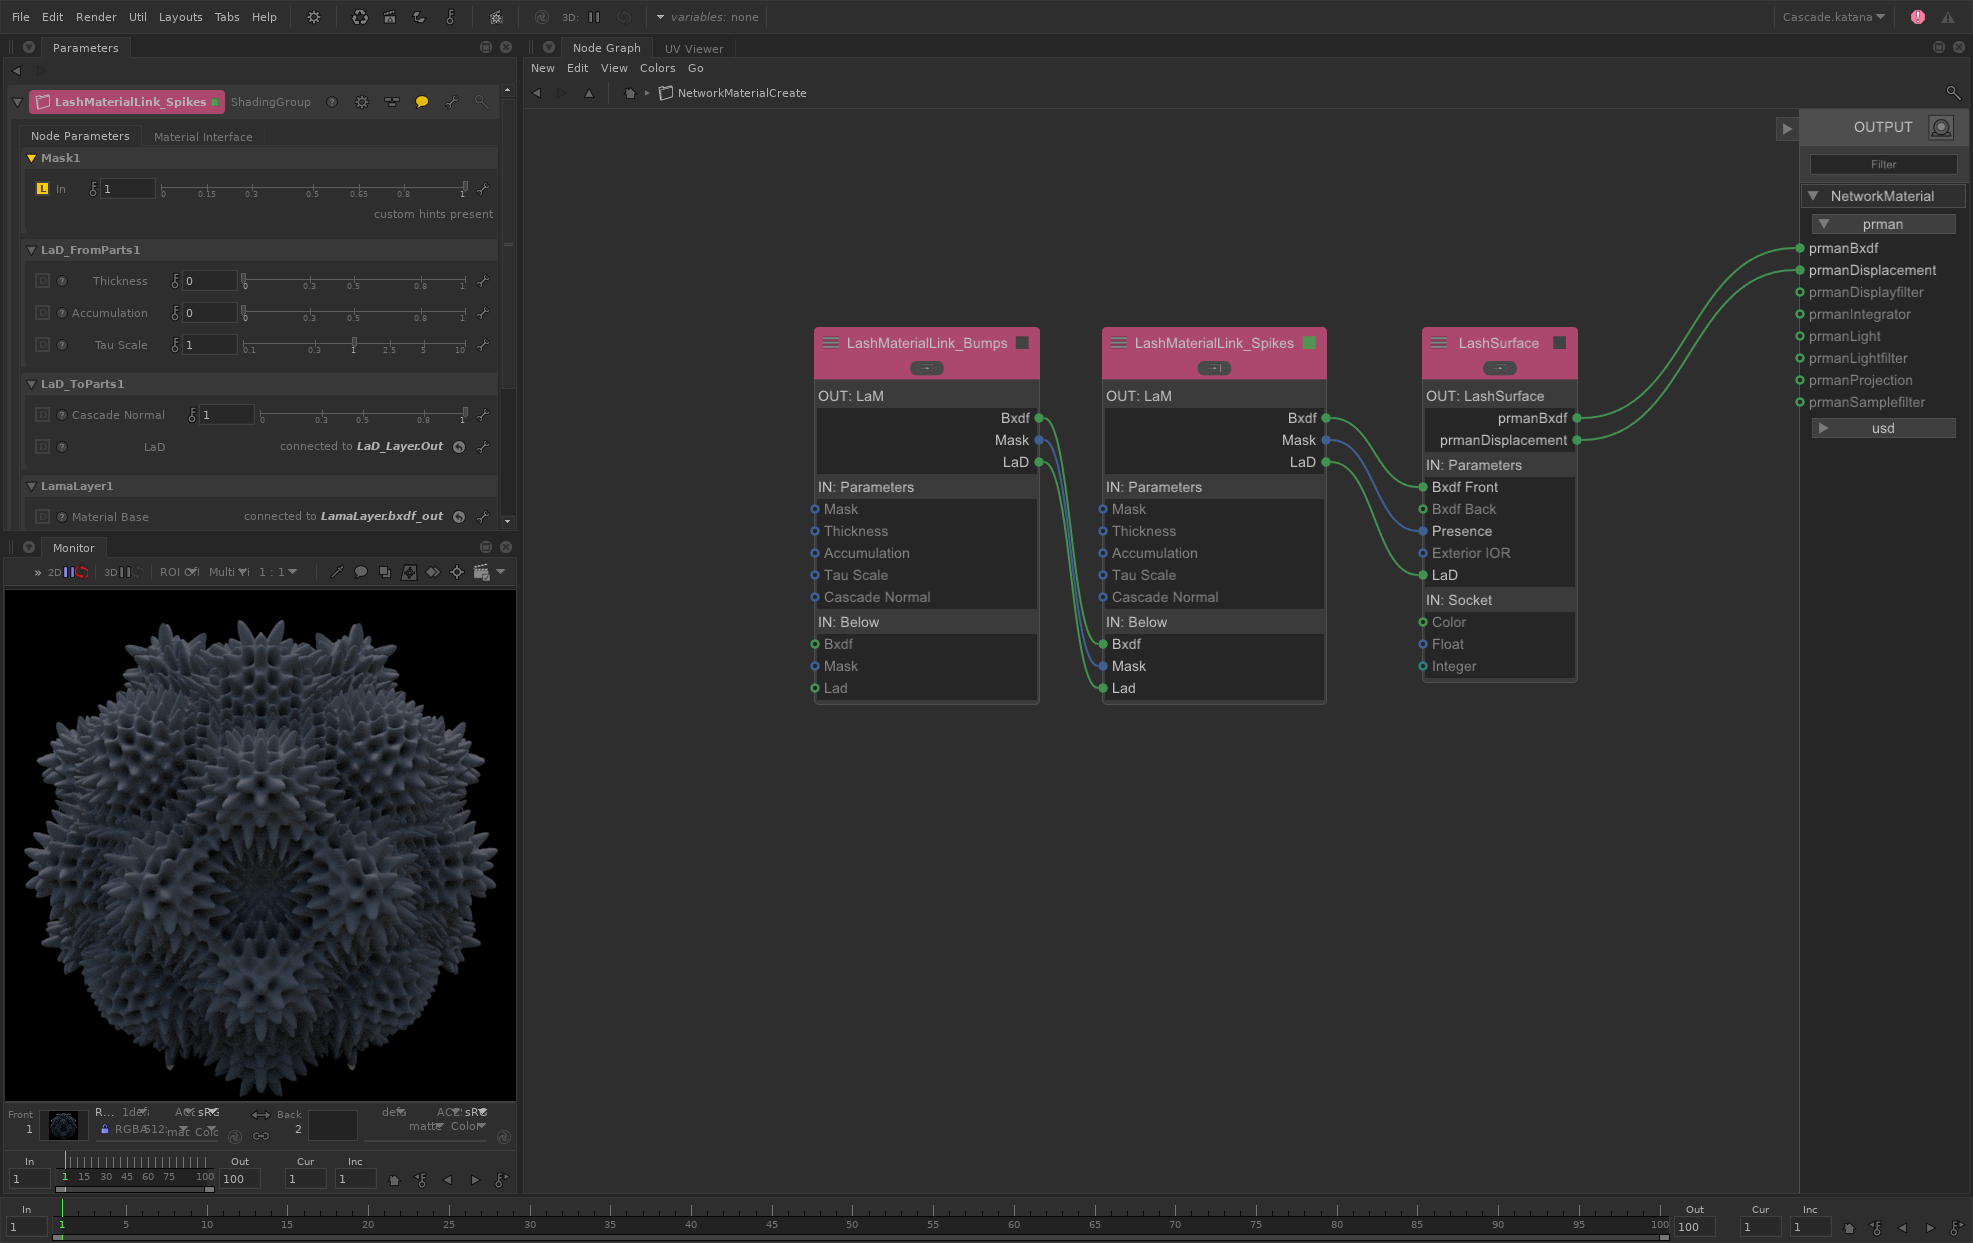 File Edit Render Util Layouts Tabs Help 3D: variables: none Cascade.katana
Parameters
Node Graph UV Viewer
New Edit View Colors Go
NetworkMaterialCreate
LashMaterialLink_Spikes ShadingGroup
Node Parameters Material Interface
Mask1
L In 1 0 0.15 0.3 0.5 0.65 0.8 1
custom hints present
LaD_FromParts1
Thickness 0 0 0.3 0.5 0.8 1
Accumulation 0 0 0.3 0.5 0.8 1
Tau Scale 1 0.1 0.3 1 2.5 5 10
LaD_ToParts1
Cascade Normal 1 0 0.3 0.5 0.8 1
LaD connected to LaD_Layer.Out
LamaLayer1
Material Base connected to LamaLayer.bxdf_out
Monitor
» 2D 3D ROI Multi 1 : 1
Front 1 R... sRG
RGBA
Back 2
matte Color
In Out Cur Inc
1 1 15 30 45 60 75 100 100 1 1
LashMaterialLink_Bumps
OUT: LaM
Bxdf
Mask
LaD
IN: Parameters
Mask
Thickness
Accumulation
Tau Scale
Cascade Normal
IN: Below
Bxdf
Mask
Lad
LashMaterialLink_Spikes
OUT: LaM
Bxdf
Mask
LaD
IN: Parameters
Mask
Thickness
Accumulation
Tau Scale
Cascade Normal
IN: Below
Bxdf
Mask
Lad
LashSurface
OUT: LashSurface
prmanBxdf
prmanDisplacement
IN: Parameters
Bxdf Front
Bxdf Back
Presence
Exterior IOR
LaD
IN: Socket
Color
Float
Integer
OUTPUT
Filter
NetworkMaterial
prman
prmanBxdf
prmanDisplacement
prmanDisplayfilter
prmanIntegrator
prmanLight
prmanLightfilter
prmanProjection
prmanSamplefilter
usd
In Out Cur Inc
1 1 5 10 15 20 25 30 35 40 45 50 55 60 65 70 75 80 85 90 95 100 100 1 1